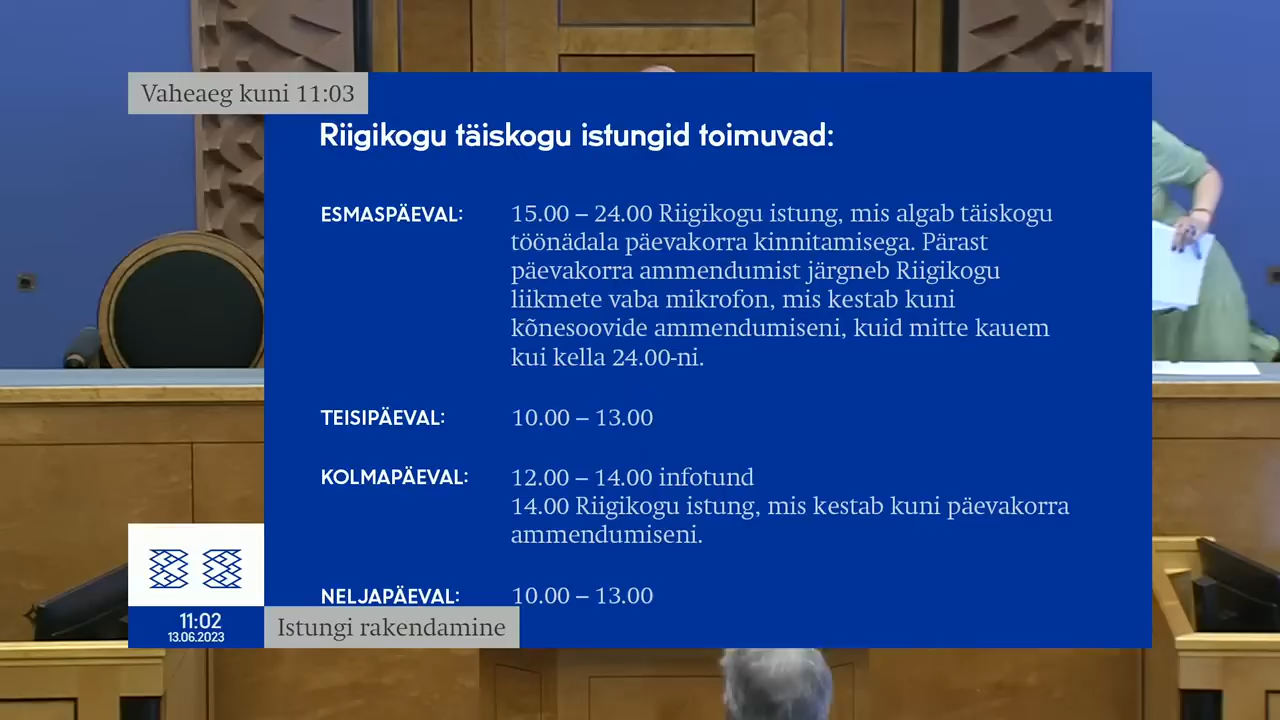 Vaheaeg kuni 11:03
Riigikogu täiskogu istungid toimuvad:
ESMASPÄEVAL:
15.00 – 24.00 Riigikogu istung, mis algab täiskogu
töönädala päevakorra kinnitamisega. Pärast
päevakorra ammendumist järgneb Riigikogu
liikmete vaba mikrofon, mis kestab kuni
kõnesoovide ammendumiseni, kuid mitte kauem
kui kella 24.00-ni.
TEISIPÄEVAL:
10.00 – 13.00
KOLMAPÄEVAL:
12.00 – 14.00 infotund
14.00 Riigikogu istung, mis kestab kuni päevakorra
ammendumiseni.
NELJAPÄEVAL:
10.00 – 13.00
11:02
13.06.2023
Istungi rakendamine